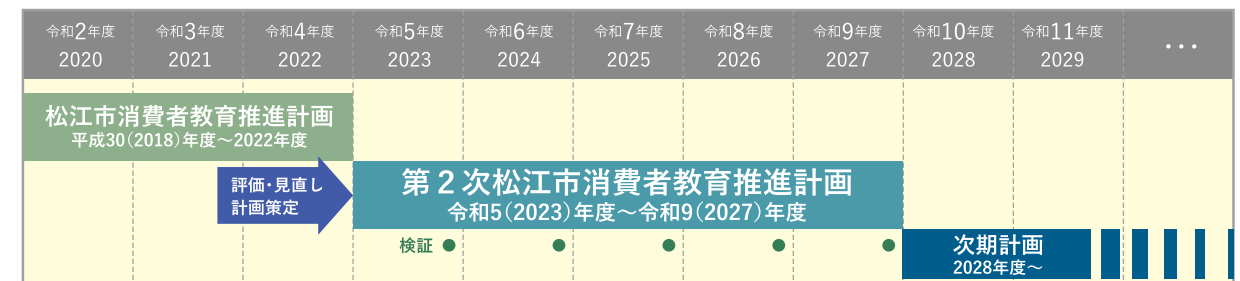 令和2年度 令和3年度 令和4年度 令和5年度 令和6年度 令和7年度 令和8年度 令和9年度 令和10年度 令和11年度
2020 2021 2022 2023 2024 2025 2026 2027 2028 2029 …
松江市消費者教育推進計画
平成30(2018)年度～2022年度
評価・見直し
計画策定
第2次松江市消費者教育推進計画
令和5(2023)年度～令和9(2027)年度
検証
次期計画
2028年度～